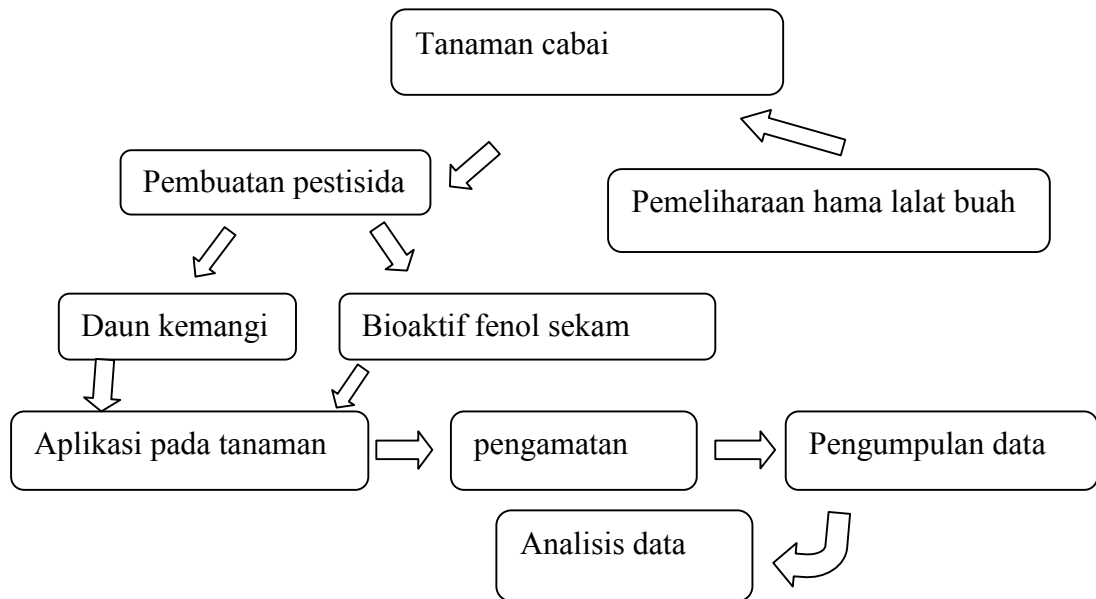 Tanaman cabai
Pembuatan pestisida
Pemeliharaan hama lalat buah
Daun kemangi
Bioaktif fenol sekam
Aplikasi pada tanaman
pengamatan
Pengumpulan data
Analisis data